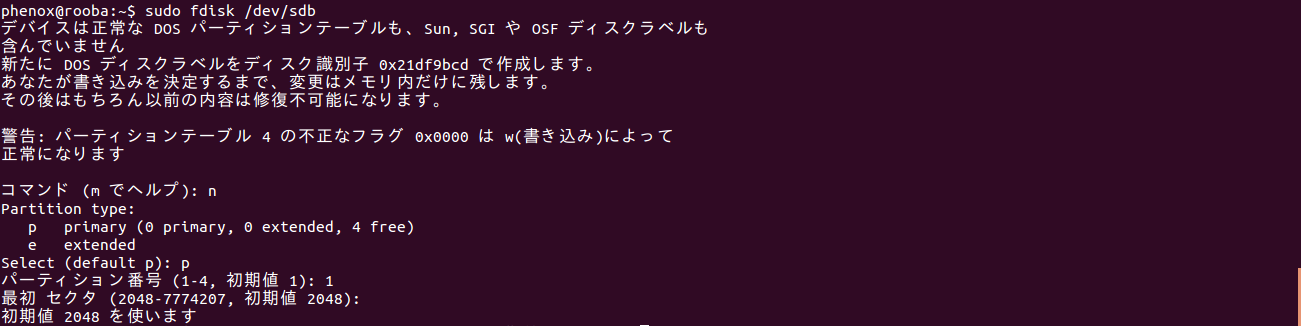 phenox@rooba:~$ sudo fdisk /dev/sdb
デバイスは正常な DOS パーティションテーブルも、Sun, SGI や OSF ディスクラベルも
含んでいません
新たに DOS ディスクラベルをディスク識別子 0x21df9bcd で作成します。
あなたが書き込みを決定するまで、変更はメモリ内だけに残します。
その後はもちろん以前の内容は修復不可能になります。
警告: パーティションテーブル 4 の不正なフラグ 0x0000 は w(書き込み)によって
正常になります
コマンド (m でヘルプ): n
Partition type:
   p   primary (0 primary, 0 extended, 4 free)
   e   extended
Select (default p): p
パーティション番号 (1-4, 初期値 1): 1
最初 セクタ (2048-7774207, 初期値 2048):
初期値 2048 を使います